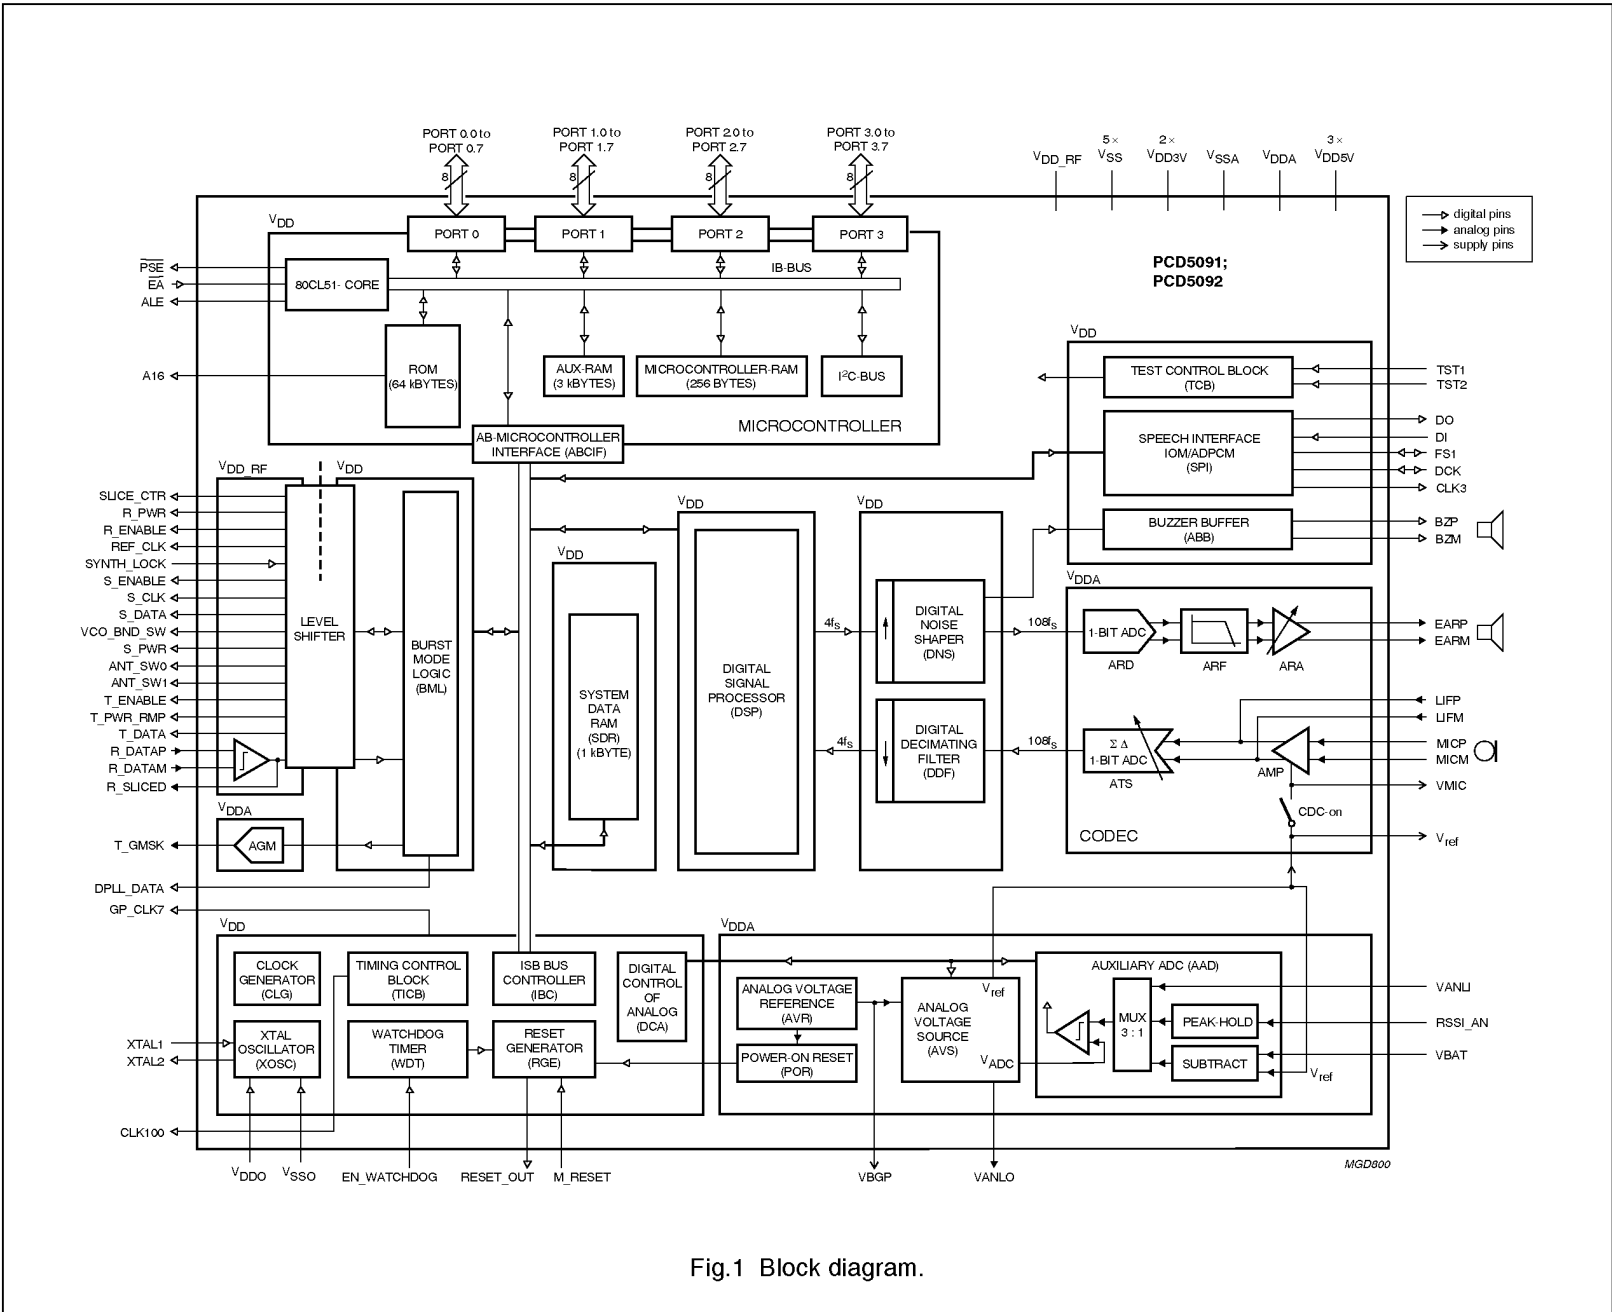 PORT 0.0 to
PORT 0.7
PORT 1.0 to
PORT 1.7
PORT 2.0 to
PORT 2.7
PORT 3.0 to
PORT 3.7
8
8
8
8
VDD_RF
5×
VSS
2×
VDD3V
VSSA
VDDA
3×
VDD5V
digital pins
analog pins
supply pins
PCD5091;
PCD5092
VDD
PORT 0
PORT 1
PORT 2
PORT 3
IB-BUS
PSE
EA
ALE
80CL51- CORE
A16
ROM
(64 kBYTES)
AUX-RAM
(3 kBYTES)
MICROCONTROLLER-RAM
(256 BYTES)
I²C-BUS
MICROCONTROLLER
AB-MICROCONTROLLER
INTERFACE (ABCIF)
VDD
TEST CONTROL BLOCK
(TCB)
TST1
TST2
SPEECH INTERFACE
IOM/ADPCM
(SPI)
DO
DI
FS1
DCK
CLK3
BUZZER BUFFER
(ABB)
BZP
BZM
VDD_RF
VDD
SLICE_CTR
R_PWR
R_ENABLE
REF_CLK
SYNTH_LOCK
S_ENABLE
S_CLK
S_DATA
VCO_BND_SW
S_PWR
ANT_SW0
ANT_SW1
T_ENABLE
T_PWR_RMP
T_DATA
R_DATAP
R_DATAM
R_SLICED
LEVEL
SHIFTER
BURST
MODE
LOGIC
(BML)
VDDA
T_GMSK
AGM
DPLL_DATA
GP_CLK7
VDD
SYSTEM
DATA
RAM
(SDR)
(1 kBYTE)
VDD
DIGITAL
SIGNAL
PROCESSOR
(DSP)
4fs
4fs
VDD
DIGITAL
NOISE
SHAPER
(DNS)
DIGITAL
DECIMATING
FILTER
(DDF)
108fs
108fs
VDDA
1-BIT ADC
ARD
ARF
ARA
EARP
EARM
LIFP
LIFM
MICP
MICM
Σ Δ
1-BIT ADC
ATS
AMP
VMIC
CDC-on
CODEC
Vref
VDD
CLOCK
GENERATOR
(CLG)
TIMING CONTROL
BLOCK
(TICB)
ISB BUS
CONTROLLER
(IBC)
DIGITAL
CONTROL
OF
ANALOG
(DCA)
XTAL1
XTAL2
XTAL
OSCILLATOR
(XOSC)
WATCHDOG
TIMER
(WDT)
RESET
GENERATOR
(RGE)
CLK100
VDDA
ANALOG VOLTAGE
REFERENCE
(AVR)
POWER-ON RESET
(POR)
Vref
ANALOG
VOLTAGE
SOURCE
(AVS)
VADC
AUXILIARY ADC (AAD)
MUX
3 : 1
PEAK-HOLD
SUBTRACT
Vref
VANLI
RSSI_AN
VBAT
VDDO
VSSO
EN_WATCHDOG
RESET_OUT
M_RESET
VBGP
VANLO
MGD800
Fig.1 Block diagram.